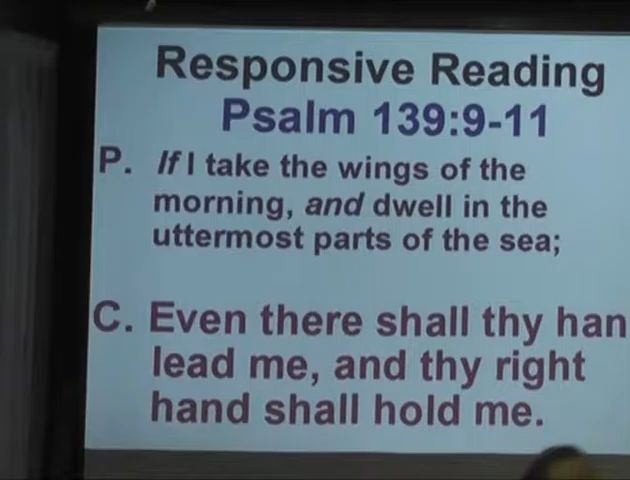 Responsive Reading
Psalm 139:9-11
P. If I take the wings of the
morning, and dwell in the
uttermost parts of the sea;
C. Even there shall thy han
lead me, and thy right
hand shall hold me.